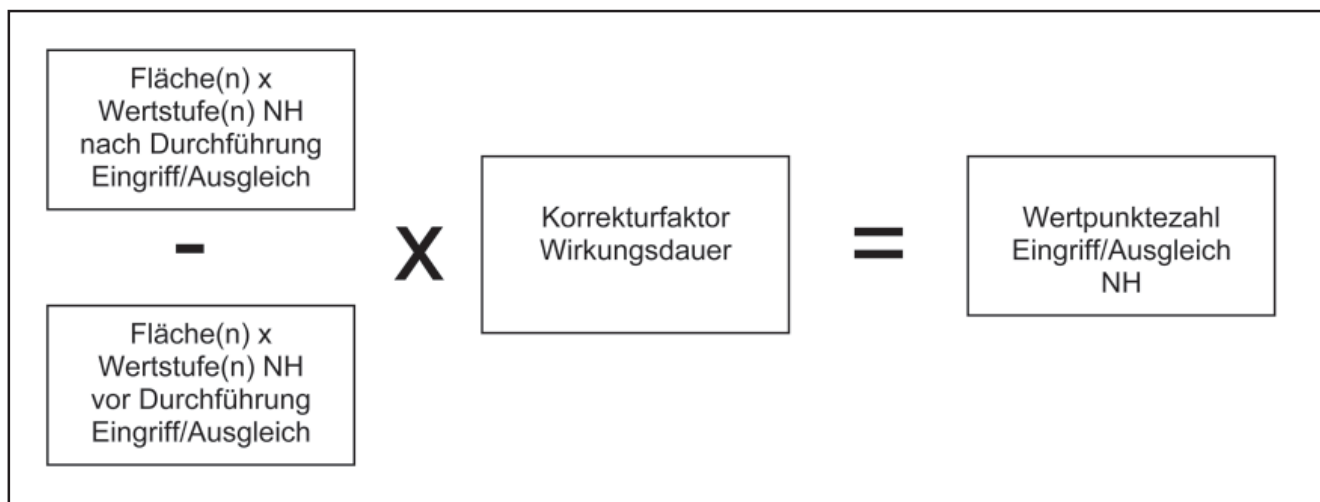 Fläche(n) x
Wertstufe(n) NH
nach Durchführung
Eingriff/Ausgleich
-
Fläche(n) x
Wertstufe(n) NH
vor Durchführung
Eingriff/Ausgleich
x
Korrekturfaktor
Wirkungsdauer
=
Wertpunktezahl
Eingriff/Ausgleich
NH